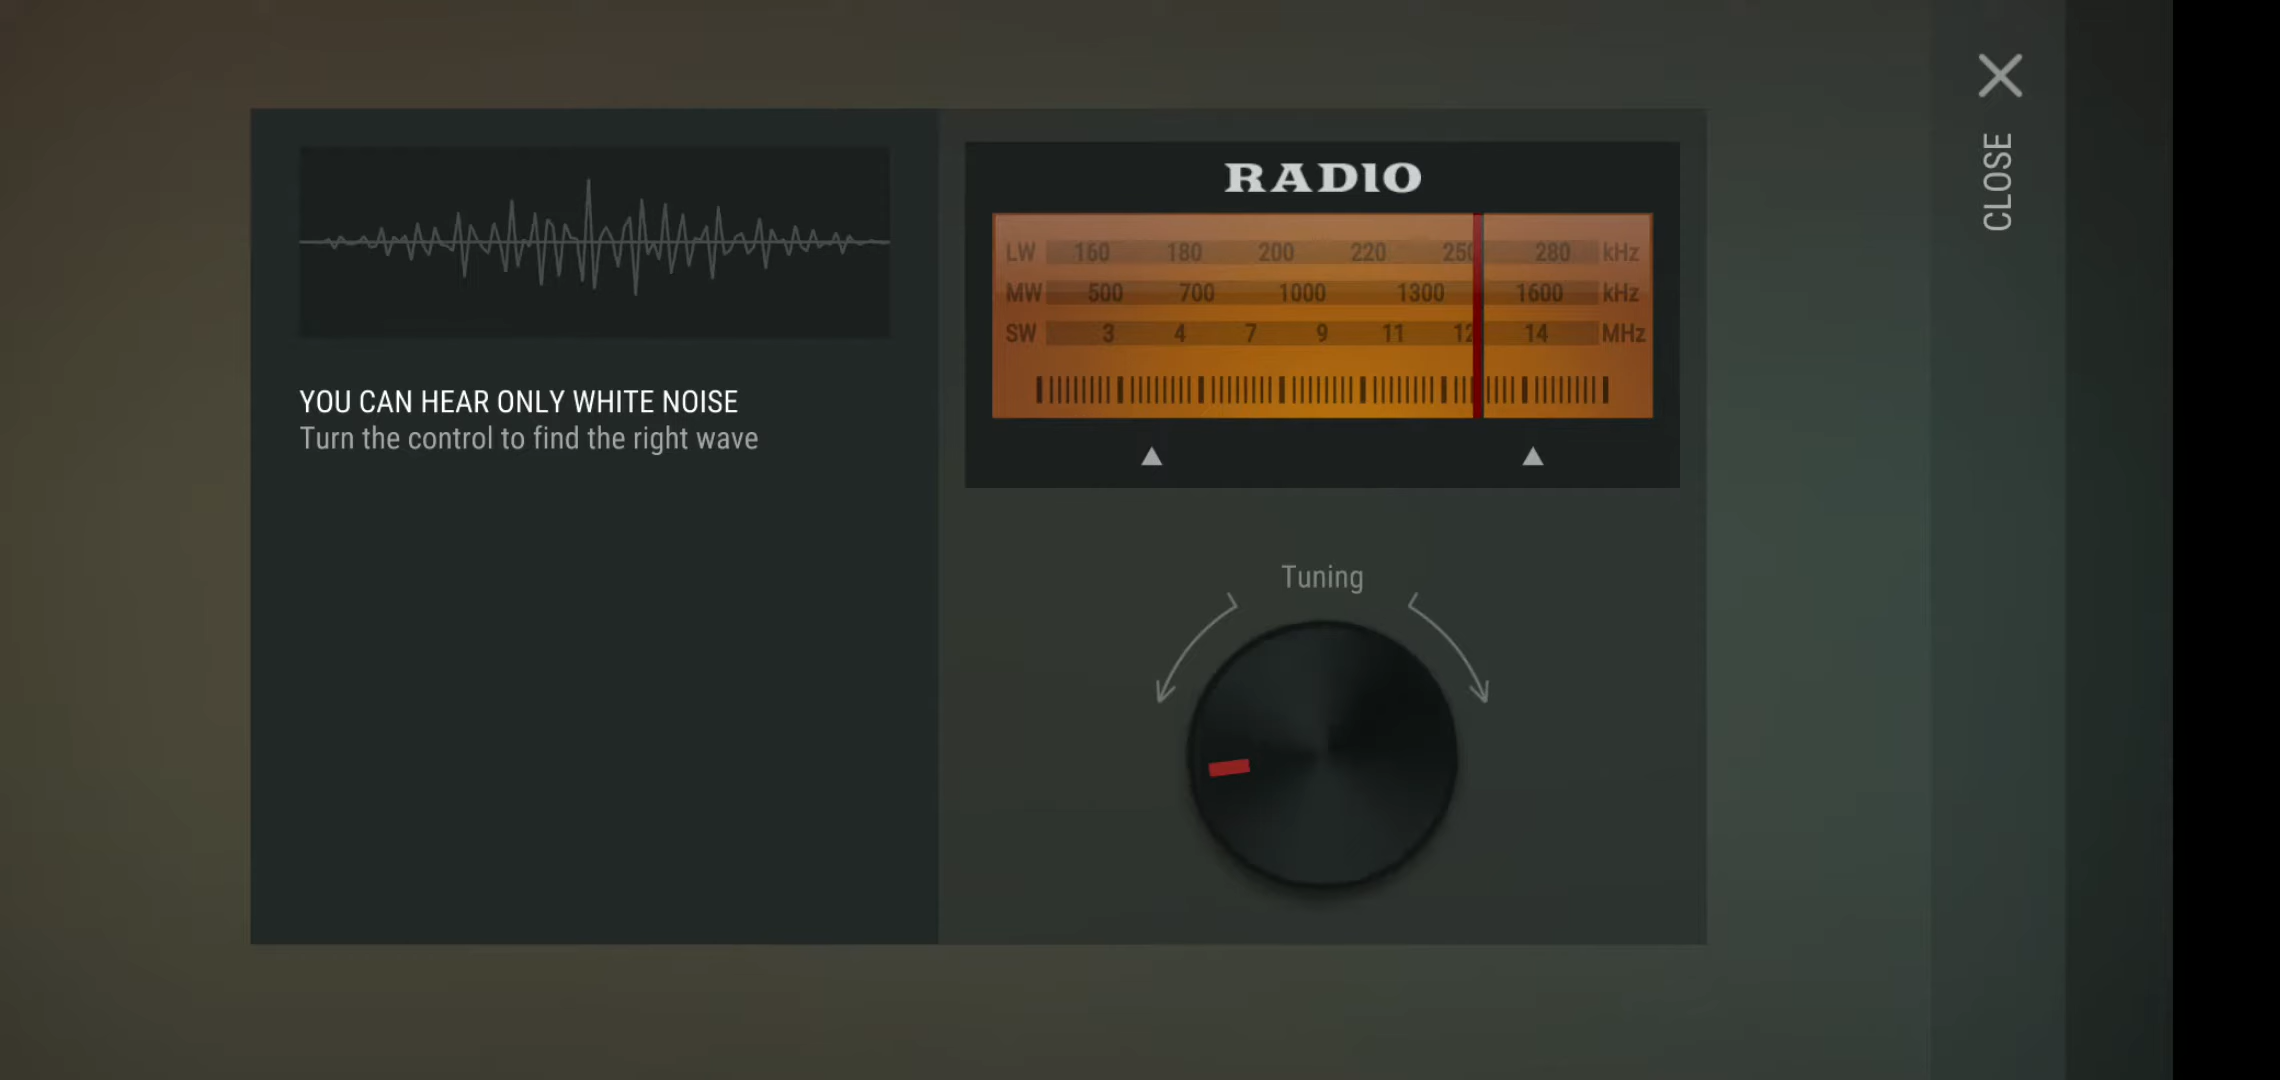 RADIO
LW 160 180 200 220 250 280 kHz
MW 500 700 1000 1300 1600 kHz
SW 3 4 7 9 11 12 14 MHz
YOU CAN HEAR ONLY WHITE NOISE
Turn the control to find the right wave
Tuning
CLOSE